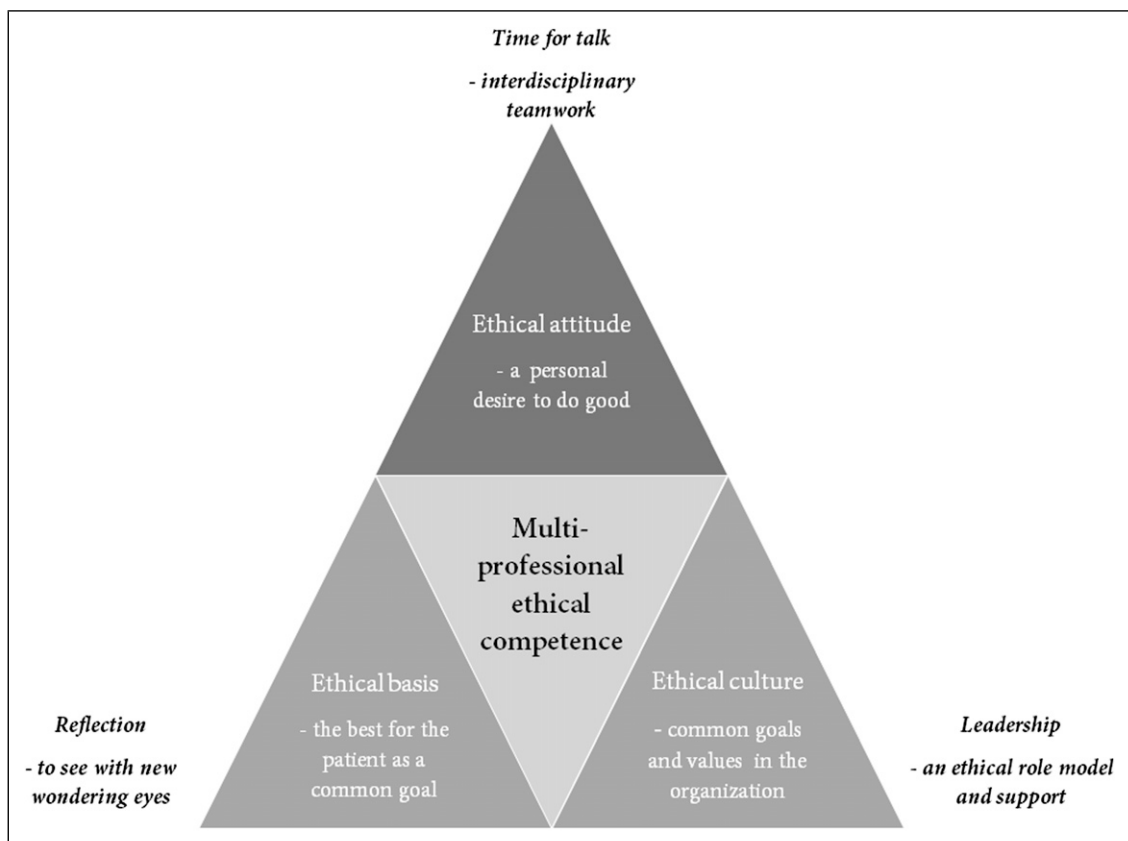 Time for talk
- interdisciplinary
teamwork
Ethical attitude
- a personal
desire to do good
Multi-
professional
ethical
competence
Ethical basis
- the best for the
patient as a
common goal
Ethical culture
- common goals
and values in the
organization
Reflection
- to see with new
wondering eyes
Leadership
- an ethical role model
and support